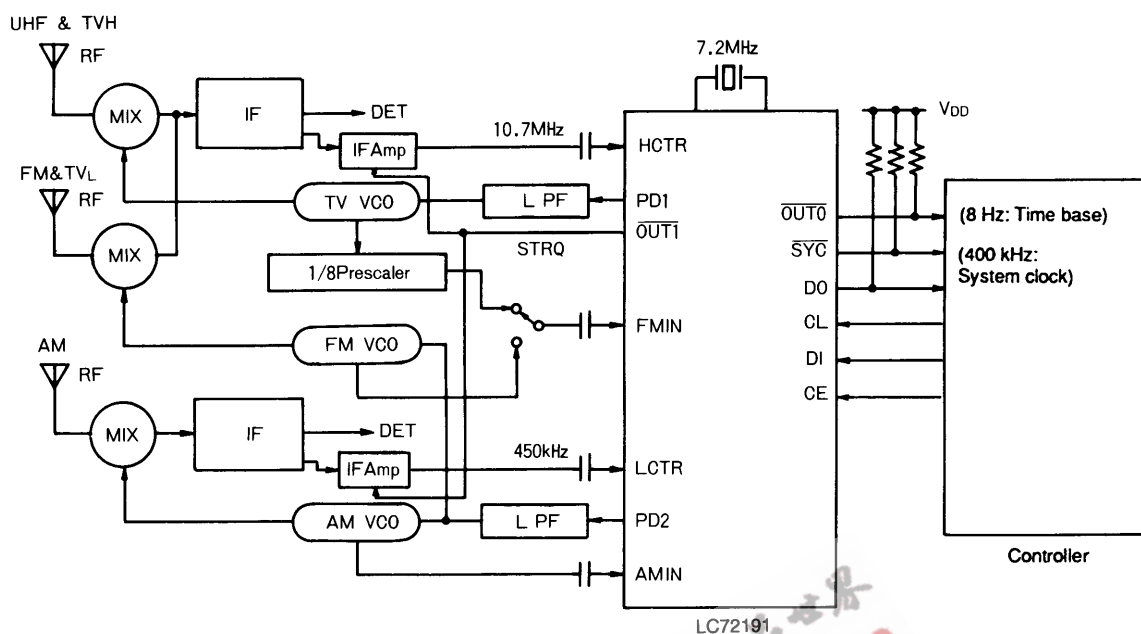 UHF & TVH
RF
MIX
IF
DET
IFAmp
10.7MHz
7.2MHz
HCTR
FM&TVL
RF
MIX
TV VCO
L PF
PD1
OUT1
STRQ
1/8Prescaler
FMIN
FM VCO
AM
RF
MIX
IF
DET
IFAmp
450kHz
LCTR
AM VCO
L PF
PD2
AMIN
LC72191
VDD
OUT0
(8 Hz: Time base)
SYC
(400 kHz:
System clock)
DO
CL
DI
CE
Controller